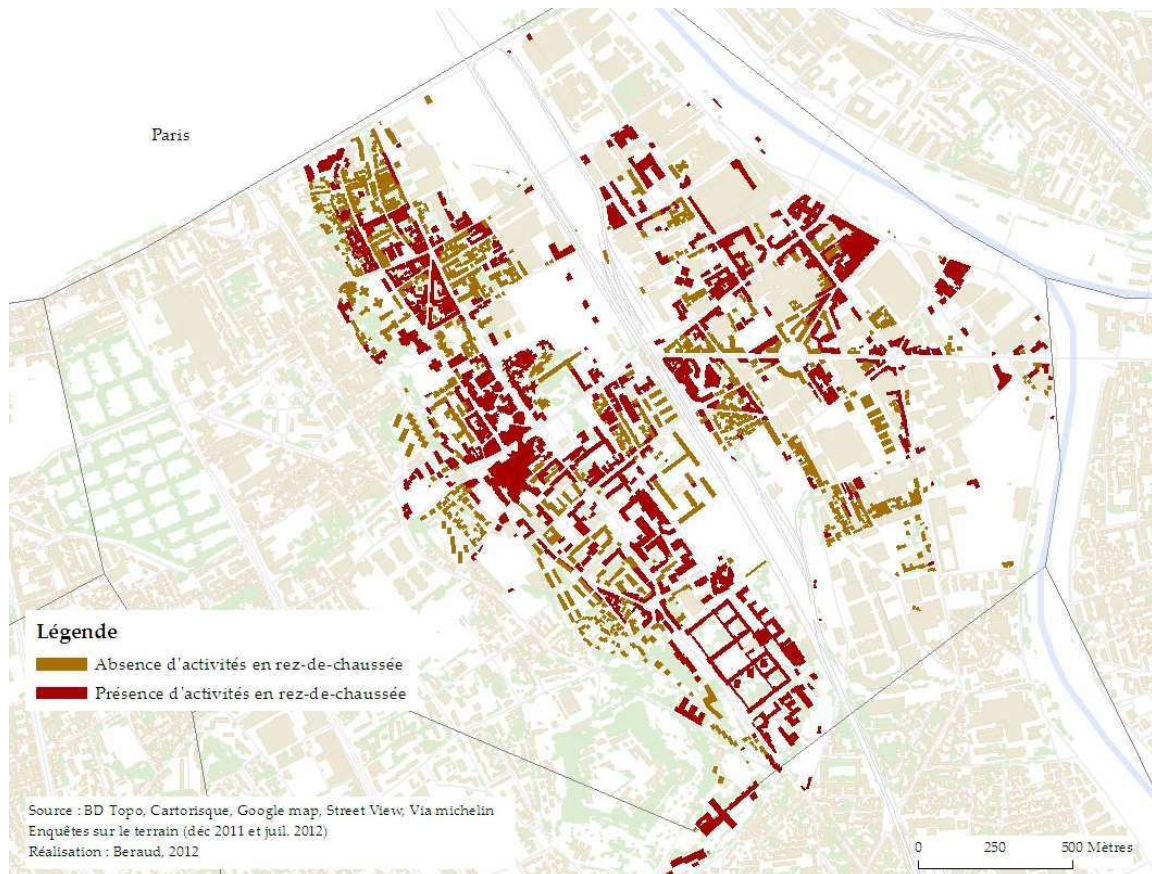 Paris
Légende
Absence d'activités en rez-de-chaussée
Présence d'activités en rez-de-chaussée
Source : BD Topo, Cartorisque, Google map, Street View, Via michelin
Enquêtes sur le terrain (déc 2011 et juil. 2012)
Réalisation : Beraud, 2012
0 250 500 Mètres